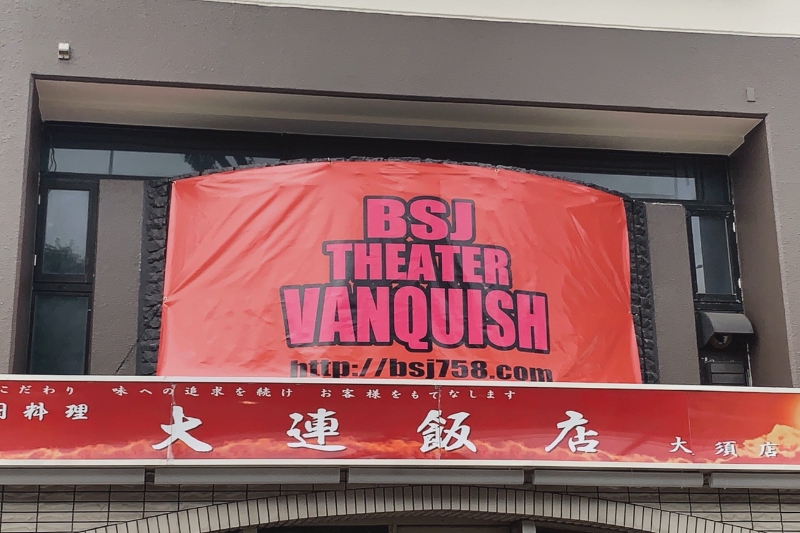 BSJ
THEATER
VANQUISH
http://bsj758.com
こだわり 味への追求を続け お客様をもてなします
料理
大連飯店 大須店